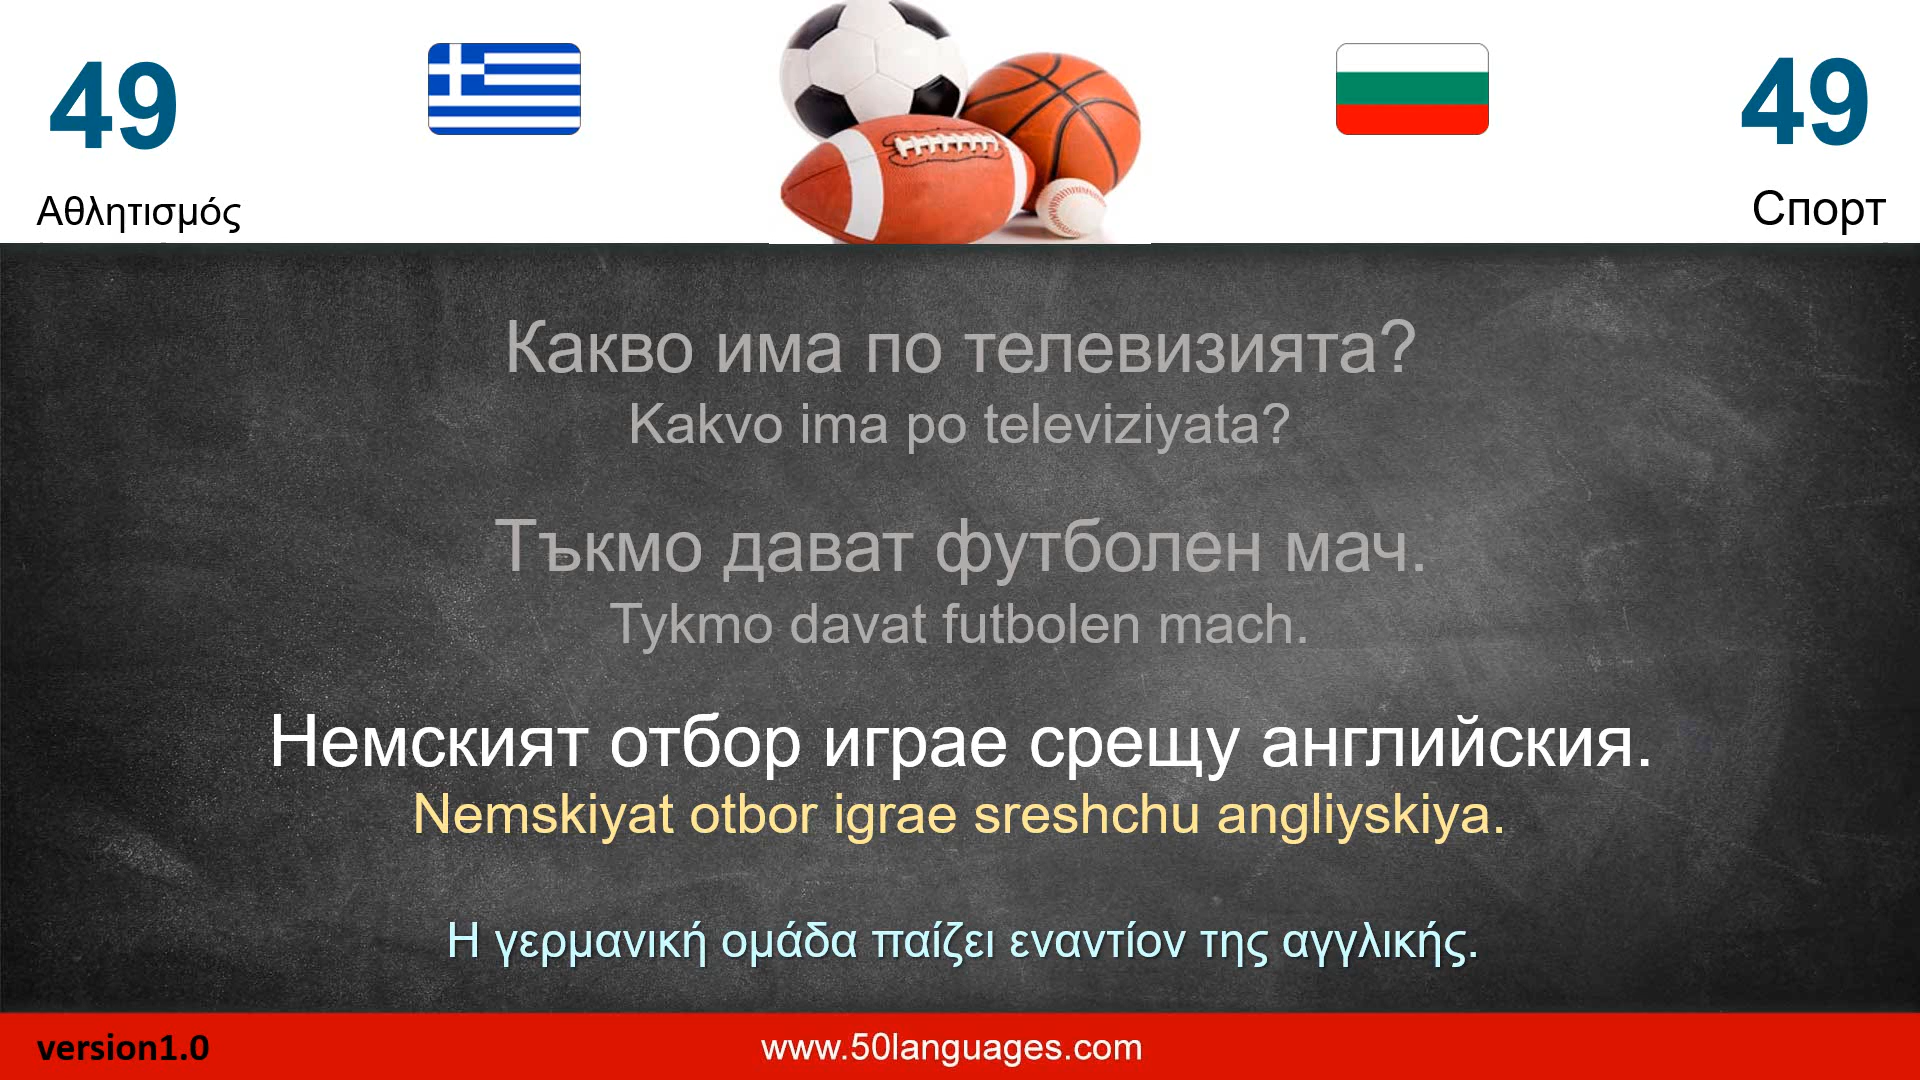 49
49
Αθλητισμός
Спорт
Какво има по телевизията?
Kakvo ima po televiziyata?
Тъкмо дават футболен мач.
Tykmo davat futbolen mach.
Немският отбор играе срещу английския.
Nemskiyat otbor igrae sreshchu angliyskiya.
Η γερμανική ομάδα παίζει εναντίον της αγγλικής.
version1.0
www.50languages.com